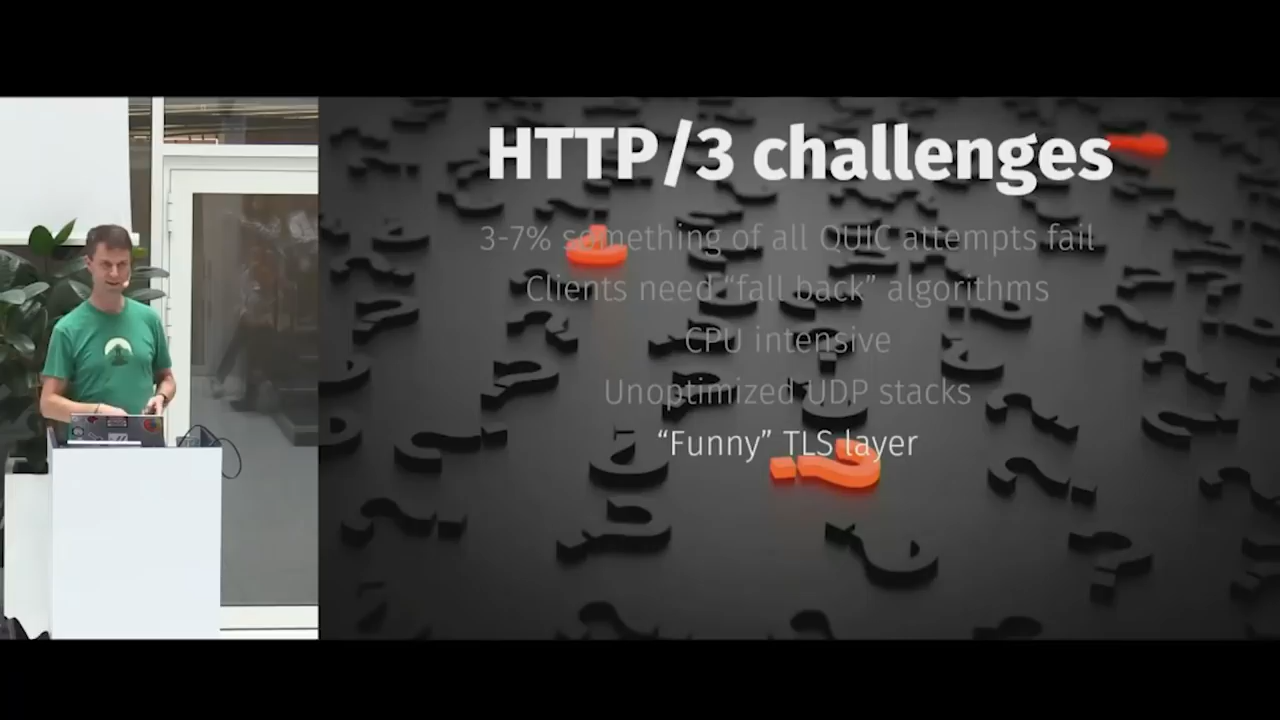 HTTP/3 challenges
3-7% something of all QUIC attempts fail
Clients need “fall back” algorithms
CPU intensive
Unoptimized UDP stacks
“Funny” TLS layer